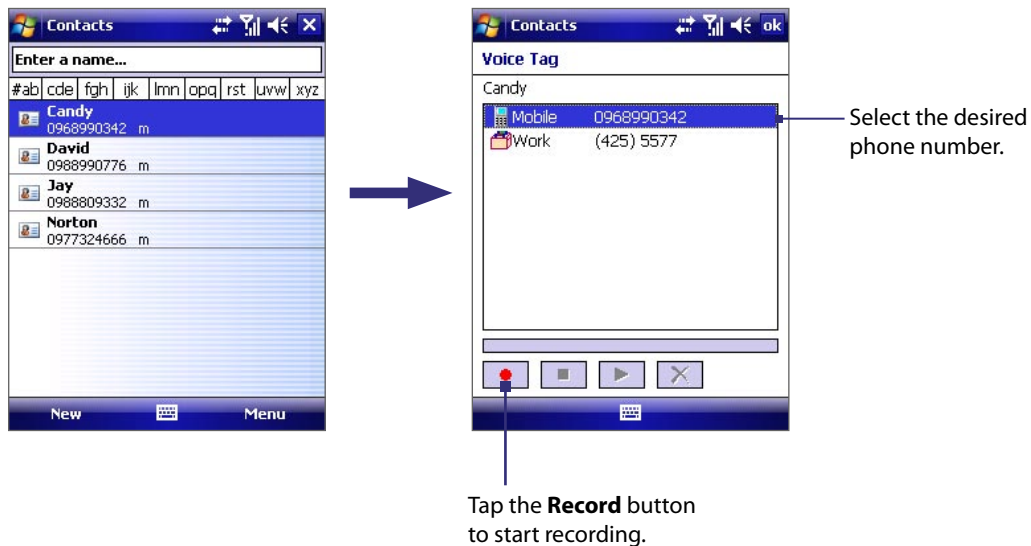 Contacts
Enter a name...
#ab cde fgh ijk lmn opq rst uvw xyz
Candy
0968990342 m
David
0988990776 m
Jay
0988809332 m
Norton
0977324666 m
New Menu
Contacts ok
Voice Tag
Candy
Mobile 0968990342
Work (425) 5577
Select the desired
phone number.
Tap the Record button
to start recording.